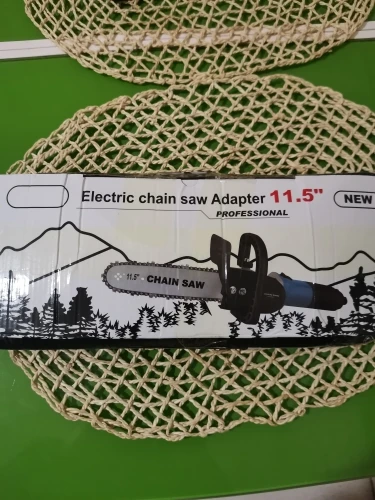 Electric chain saw Adapter 11.5"
NEW
PROFESSIONAL
11.5" CHAIN SAW